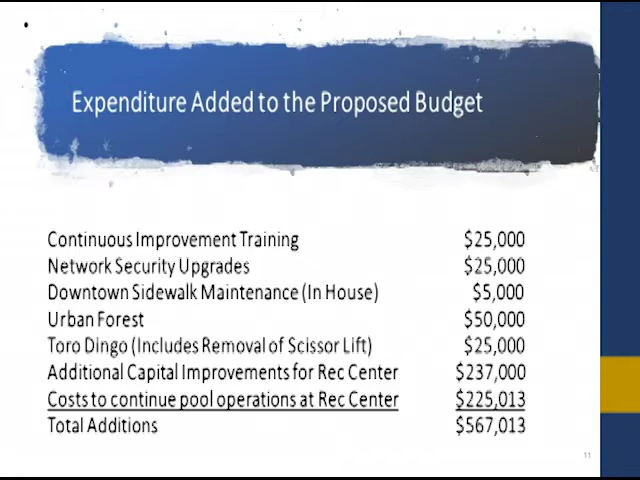 Expenditure Added to the Proposed Budget
Continuous Improvement Training $25,000
Network Security Upgrades $25,000
Downtown Sidewalk Maintenance (In House) $5,000
Urban Forest $50,000
Toro Dingo (Includes Removal of Scissor Lift) $25,000
Additional Capital Improvements for Rec Center $237,000
Costs to continue pool operations at Rec Center $225,013
Total Additions $567,013
11